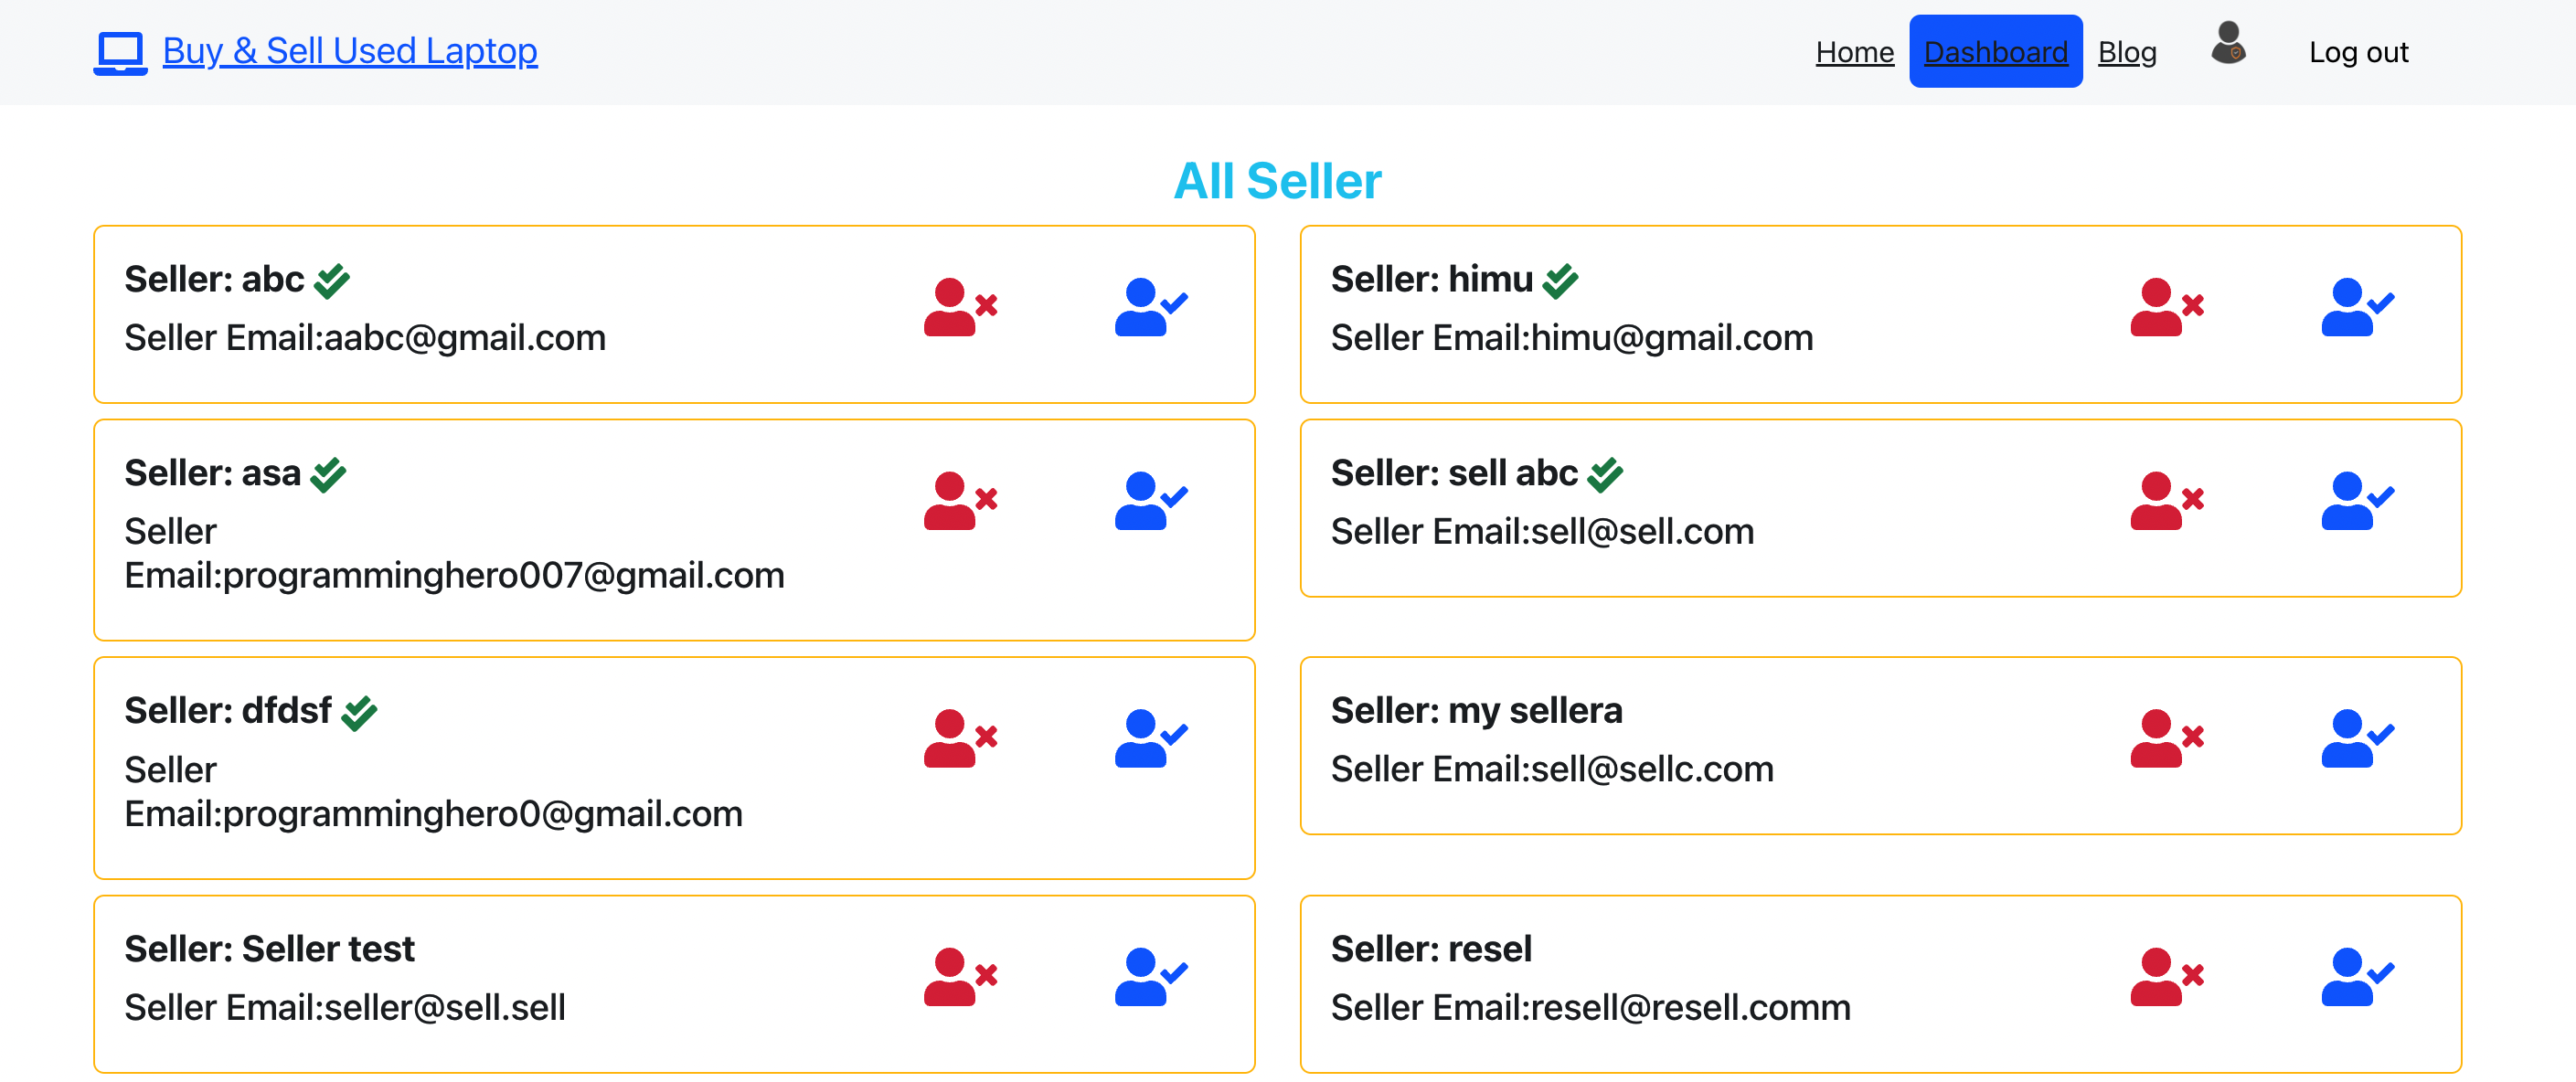 Buy & Sell Used Laptop
Home Dashboard Blog Log out
All Seller
Seller: abc
Seller Email:aabc@gmail.com
Seller: himu
Seller Email:himu@gmail.com
Seller: asa
Seller
Email:programminghero007@gmail.com
Seller: sell abc
Seller Email:sell@sell.com
Seller: dfdsf
Seller
Email:programminghero0@gmail.com
Seller: my sellera
Seller Email:sell@sellc.com
Seller: Seller test
Seller Email:seller@sell.sell
Seller: resel
Seller Email:resell@resell.comm